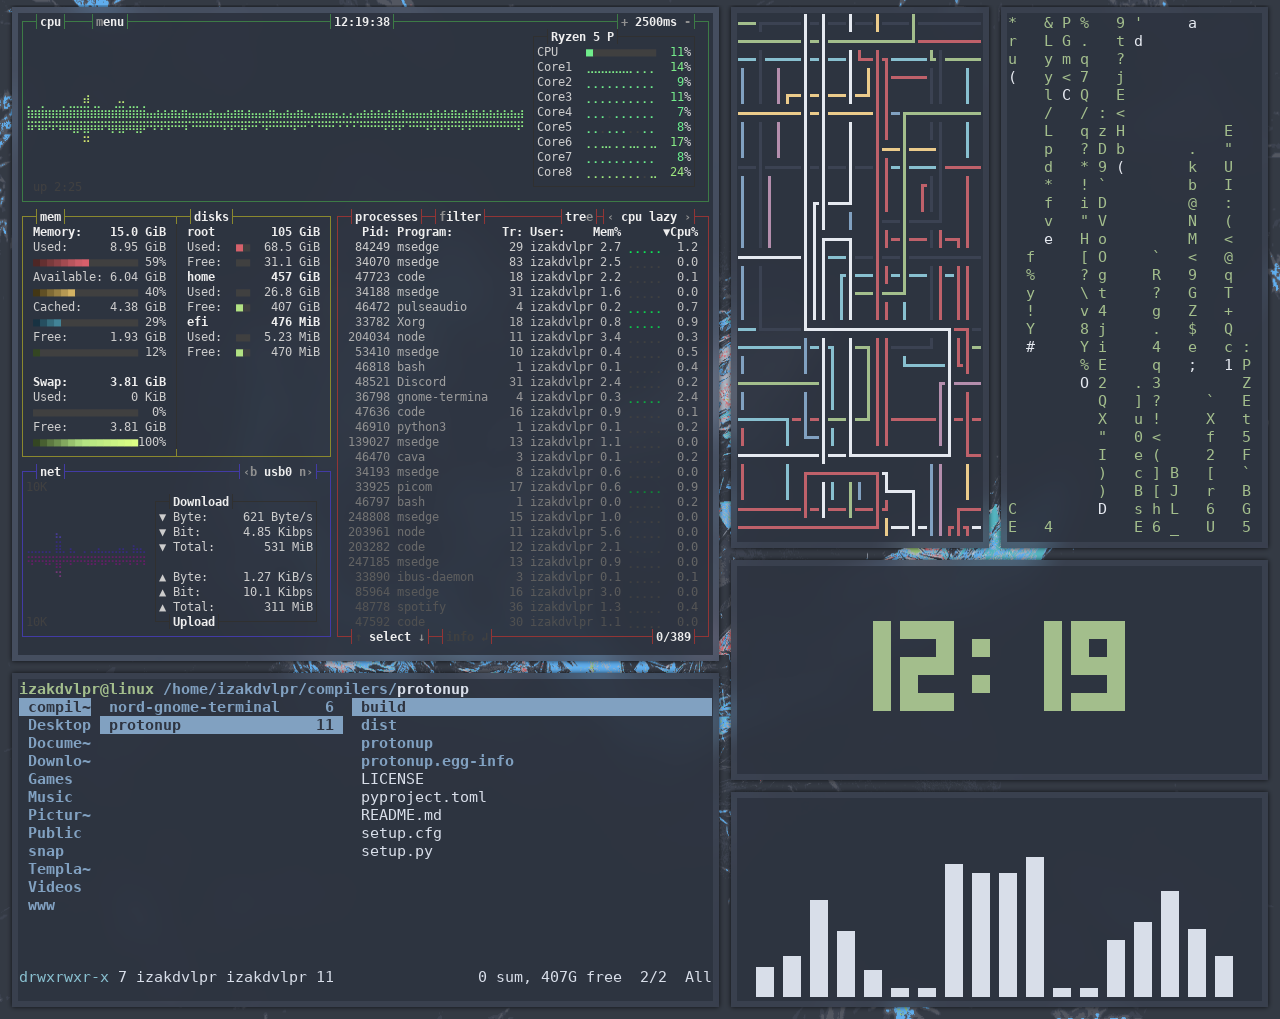 cpu menu 12:19:38 + 2500ms -
Ryzen 5 P
CPU 11%
Core1 14%
Core2 9%
Core3 11%
Core4 7%
Core5 8%
Core6 17%
Core7 8%
Core8 24%
up 2:25
mem disks
Memory: 15.0 GiB root 105 GiB
Used: 8.95 GiB Used: 68.5 GiB
59% Free: 31.1 GiB
Available: 6.04 GiB home 457 GiB
40% Used: 26.8 GiB
Cached: 4.38 GiB Free: 407 GiB
29% efi 476 MiB
Free: 1.93 GiB Used: 5.23 MiB
12% Free: 470 MiB
Swap: 3.81 GiB
Used: 0 KiB
0%
Free: 3.81 GiB
100%
net ‹b usb0 n›
10K
Download
▼ Byte: 621 Byte/s
▼ Bit: 4.85 Kibps
▼ Total: 531 MiB
▲ Byte: 1.27 KiB/s
▲ Bit: 10.1 Kibps
▲ Total: 311 MiB
10K Upload
processes filter tree ‹ cpu lazy ›
Pid: Program: Tr: User: Mem% ▼Cpu%
84249 msedge 29 izakdvlpr 2.7 1.2
34070 msedge 83 izakdvlpr 2.5 0.0
47723 code 18 izakdvlpr 2.2 0.1
34188 msedge 31 izakdvlpr 1.6 0.0
46472 pulseaudio 4 izakdvlpr 0.2 0.7
33782 Xorg 18 izakdvlpr 0.8 0.9
204034 node 11 izakdvlpr 3.4 0.3
53410 msedge 10 izakdvlpr 0.4 0.5
46818 bash 1 izakdvlpr 0.1 0.4
48521 Discord 31 izakdvlpr 2.4 0.2
36798 gnome-termina 4 izakdvlpr 0.3 2.4
47636 code 16 izakdvlpr 0.9 0.1
46910 python3 1 izakdvlpr 0.1 0.2
139027 msedge 13 izakdvlpr 1.1 0.0
46470 cava 3 izakdvlpr 0.1 0.2
34193 msedge 8 izakdvlpr 0.6 0.0
33925 picom 17 izakdvlpr 0.6 0.9
46797 bash 1 izakdvlpr 0.0 0.2
248808 msedge 15 izakdvlpr 1.0 0.0
203961 node 11 izakdvlpr 5.6 0.0
203282 code 12 izakdvlpr 2.1 0.0
247185 msedge 13 izakdvlpr 0.9 0.0
33890 ibus-daemon 3 izakdvlpr 0.1 0.1
85964 msedge 16 izakdvlpr 3.0 0.0
48778 spotify 36 izakdvlpr 1.3 0.4
47592 code 30 izakdvlpr 1.1 0.0
select ↓ info ↲ 0/389
* & P % 9 ' a
r L G . t d
u y m q ?
( y < 7 j
l C Q E
/ / : <
L q z H E
p ? D b . "
d * 9 ( k U
* ! ` b I
f i D @ :
v " V N (
e H o M <
f [ O ` < @
% ? g R 9 q
y \ t ? G T
! v 4 g Z +
Y 8 j . $ Q
# Y i 4 e c :
% E q ; 1 P
O 2 . 3 Z
Q ] ? ` E
X u ! X t
" 0 < f 5
I e ( 2 F
) c ] B [ `
) B [ J r B
C D s h L 6 G
E 4 E 6 _ U 5
12:19
izakdvlpr@linux /home/izakdvlpr/compilers/protonup
compil~ nord-gnome-terminal 6 build
Desktop protonup 11 dist
Docume~ protonup
Downlo~ protonup.egg-info
Games LICENSE
Music pyproject.toml
Pictur~ README.md
Public setup.cfg
snap setup.py
Templa~
Videos
www
drwxrwxr-x 7 izakdvlpr izakdvlpr 11 0 sum, 407G free 2/2 All